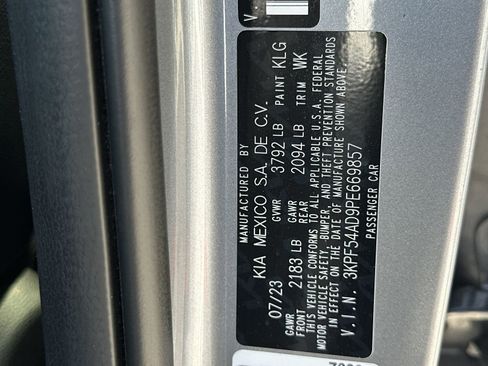 MANUFACTURED BY
KIA MEXICO S.A. DE C.V.
07/23 GVWR 3792 LB PAINT KLG
GAWR FRONT 2183 LB GAWR REAR 2094 LB TRIM WK
THIS VEHICLE CONFORMS TO ALL APPLICABLE U.S.A. FEDERAL
MOTOR VEHICLE SAFETY, BUMPER, AND THEFT PREVENTION STANDARDS
IN EFFECT ON THE DATE OF MANUFACTURE SHOWN ABOVE.
V.I.N. 3KPF54AD9PE669857
PASSENGER CAR
V